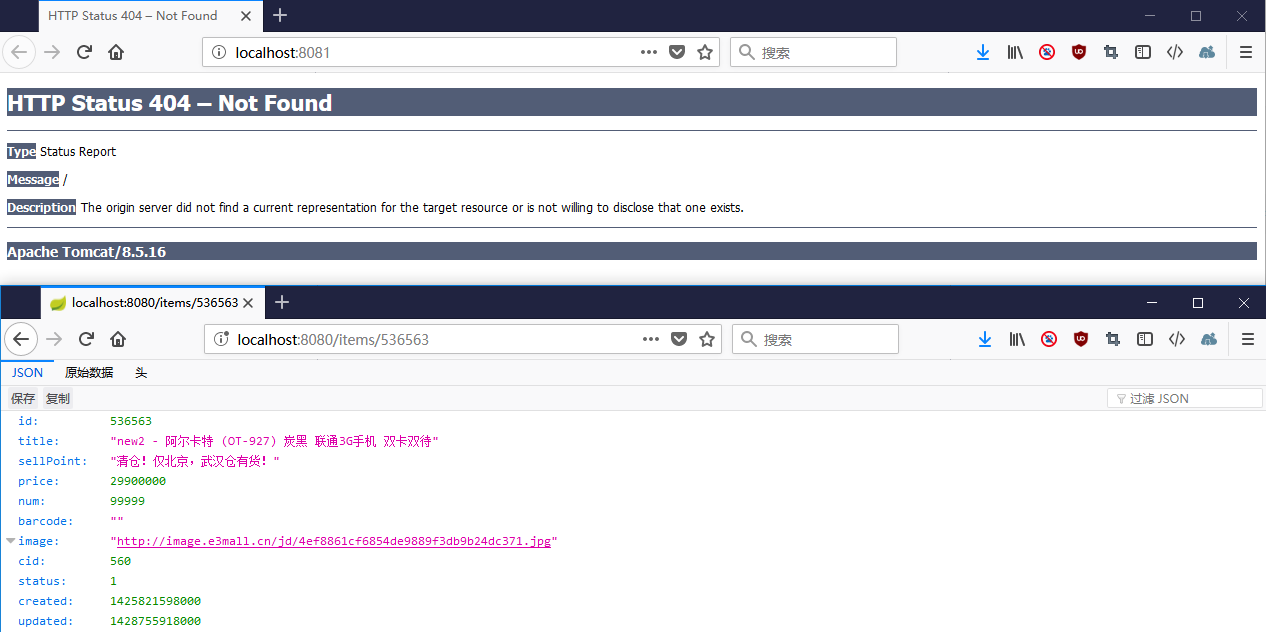 HTTP Status 404 – Not Found
localhost:8081
搜索
HTTP Status 404 – Not Found
Type Status Report
Message /
Description The origin server did not find a current representation for the target resource or is not willing to disclose that one exists.
Apache Tomcat/8.5.16
localhost:8080/items/536563
localhost:8080/items/536563
搜索
JSON 原始数据 头
保存 复制 过滤 JSON
id: 536563
title: "new2 - 阿尔卡特 (OT-927) 炭黑 联通3G手机 双卡双待"
sellPoint: "清仓！仅北京，武汉仓有货！"
price: 29900000
num: 99999
barcode: ""
image: "http://image.e3mall.cn/jd/4ef8861cf6854de9889f3db9b24dc371.jpg"
cid: 560
status: 1
created: 1425821598000
updated: 1428755918000